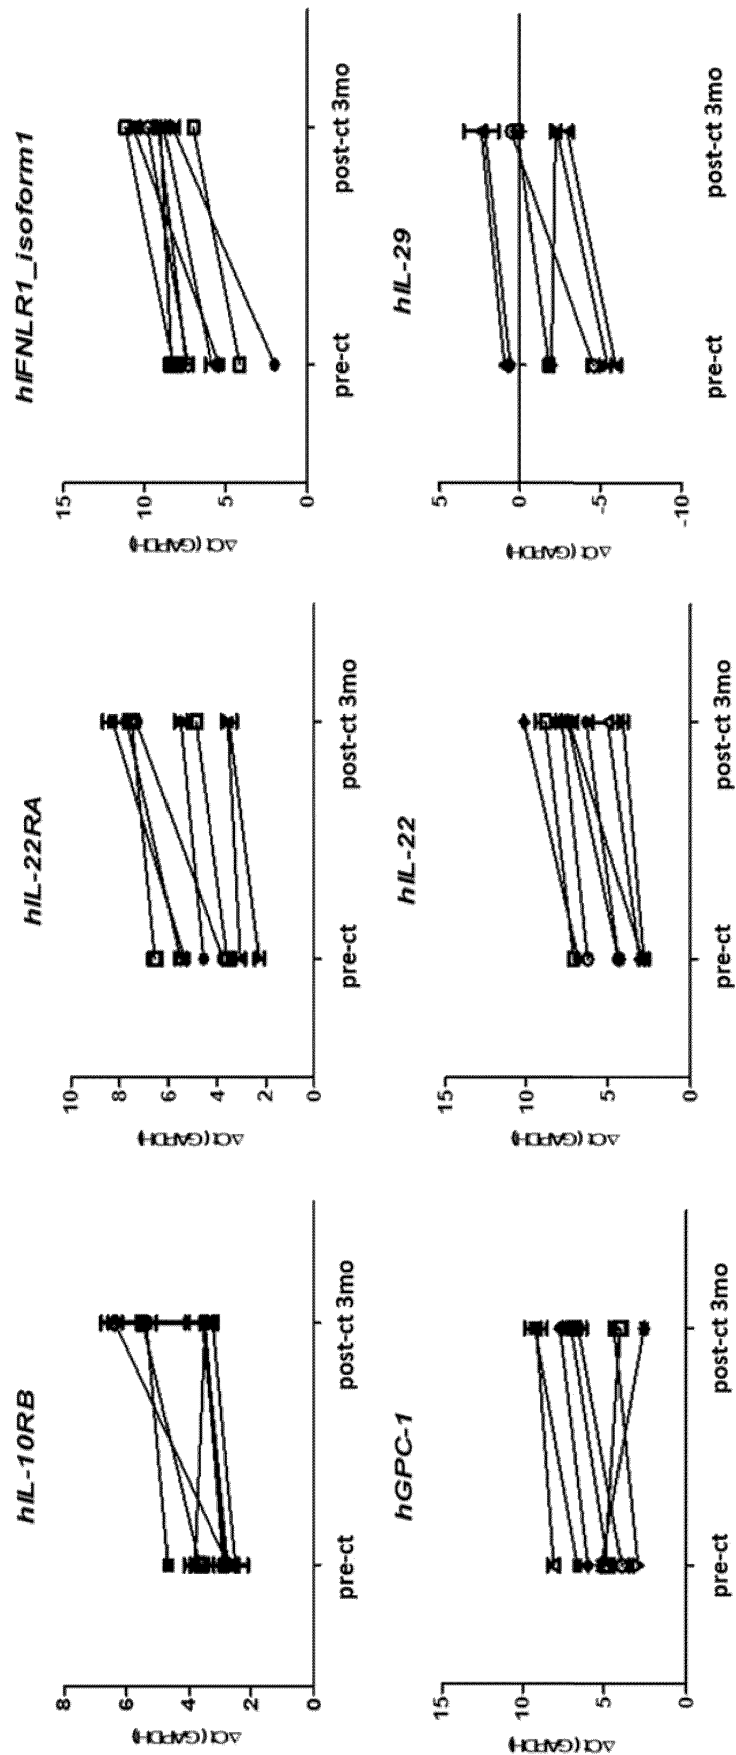 hIL-10RB
ΔCt (GAPDH)
8
6
4
2
0
pre-ct
post-ct 3mo
hIL-22RA
ΔCt (GAPDH)
10
8
6
4
2
0
pre-ct
post-ct 3mo
hIFNLR1_isoform1
ΔCt (GAPDH)
15
10
5
0
pre-ct
post-ct 3mo
hGPC-1
ΔCt (GAPDH)
15
10
5
0
pre-ct
post-ct 3mo
hIL-22
ΔCt (GAPDH)
15
10
5
0
pre-ct
post-ct 3mo
hIL-29
ΔCt (GAPDH)
5
0
-5
-10
pre-ct
post-ct 3mo